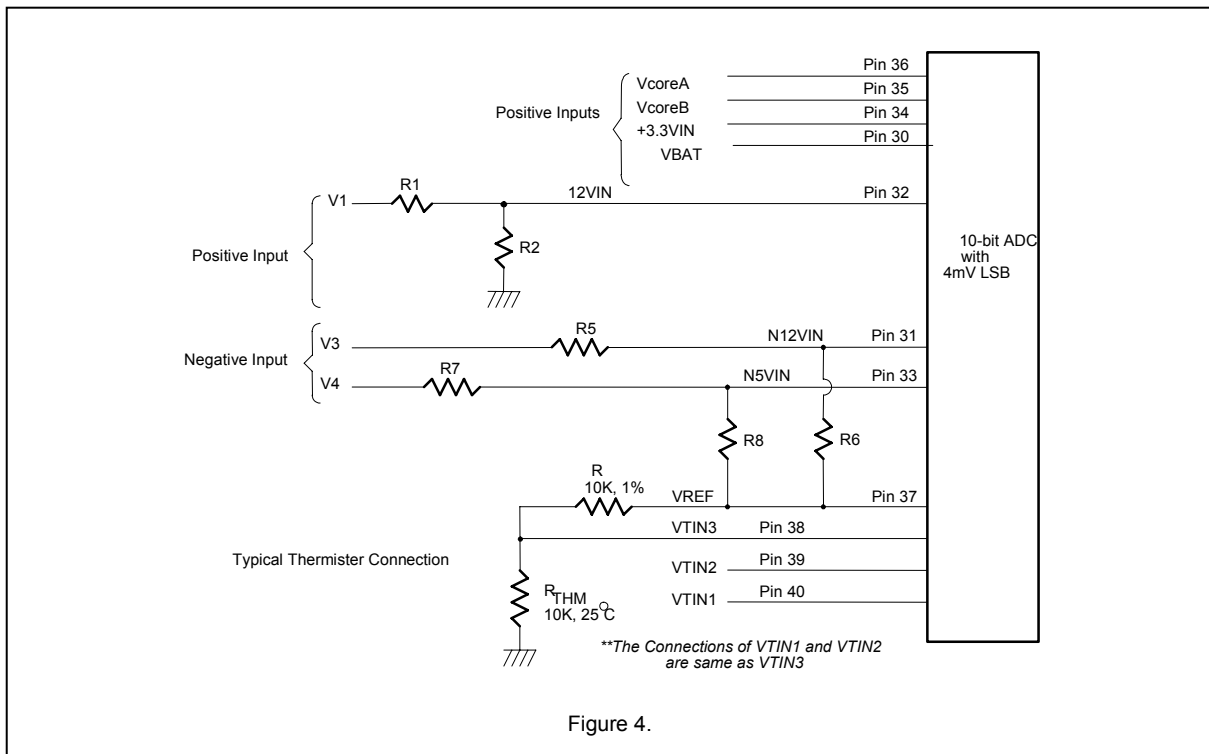 Pin 36
VcoreA
Pin 35
VcoreB
Pin 34
Positive Inputs
+3.3VIN
Pin 30
VBAT
R1
V1
12VIN
Pin 32
R2
Positive Input
10-bit ADC
with
4mV LSB
R5
V3
N12VIN
Pin 31
Negative Input
R7
V4
N5VIN
Pin 33
R8
R6
R
10K, 1%
VREF
Pin 37
VTIN3
Pin 38
Typical Thermister Connection
VTIN2
Pin 39
R THM
10K, 25°C
VTIN1
Pin 40
**The Connections of VTIN1 and VTIN2
are same as VTIN3
Figure 4.